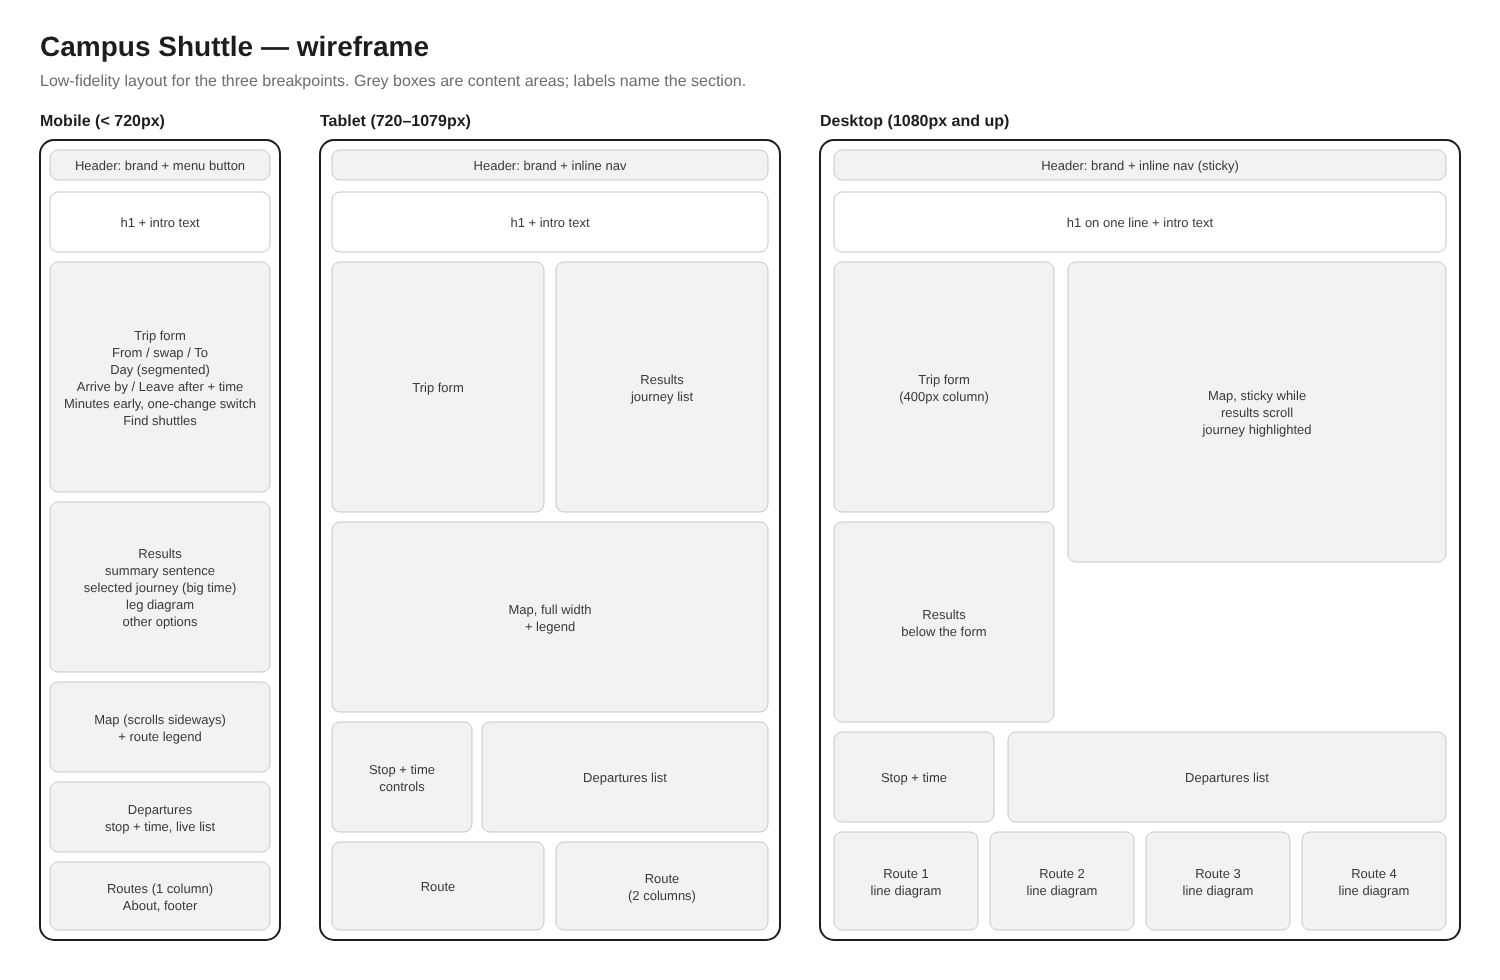 Campus Shuttle — wireframe
Low-fidelity layout for the three breakpoints. Grey boxes are content areas; labels name the section.
Mobile (< 720px)
Header: brand + menu button
h1 + intro text
Trip form
From / swap / To
Day (segmented)
Arrive by / Leave after + time
Minutes early, one-change switch
Find shuttles
Results
summary sentence
selected journey (big time)
leg diagram
other options
Map (scrolls sideways)
+ route legend
Departures
stop + time, live list
Routes (1 column)
About, footer
Tablet (720–1079px)
Header: brand + inline nav
h1 + intro text
Trip form
Results
journey list
Map, full width
+ legend
Stop + time
controls
Departures list
Route
Route
(2 columns)
Desktop (1080px and up)
Header: brand + inline nav (sticky)
h1 on one line + intro text
Trip form
(400px column)
Map, sticky while
results scroll
journey highlighted
Results
below the form
Stop + time
Departures list
Route 1
line diagram
Route 2
line diagram
Route 3
line diagram
Route 4
line diagram